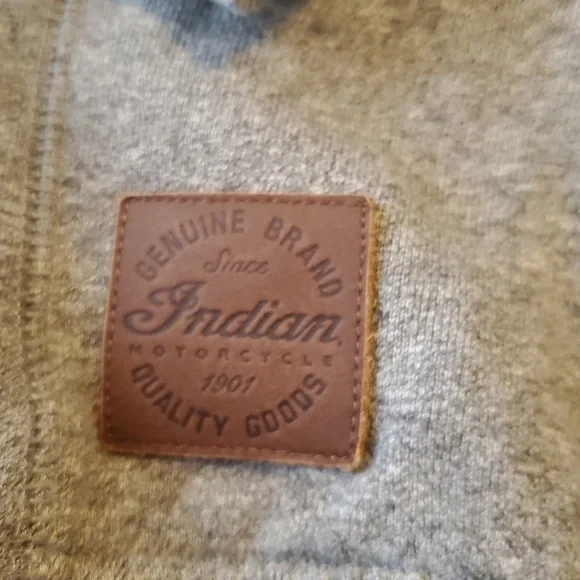 GENUINE BRAND
Since
Indian
MOTORCYCLE
1901
QUALITY GOODS